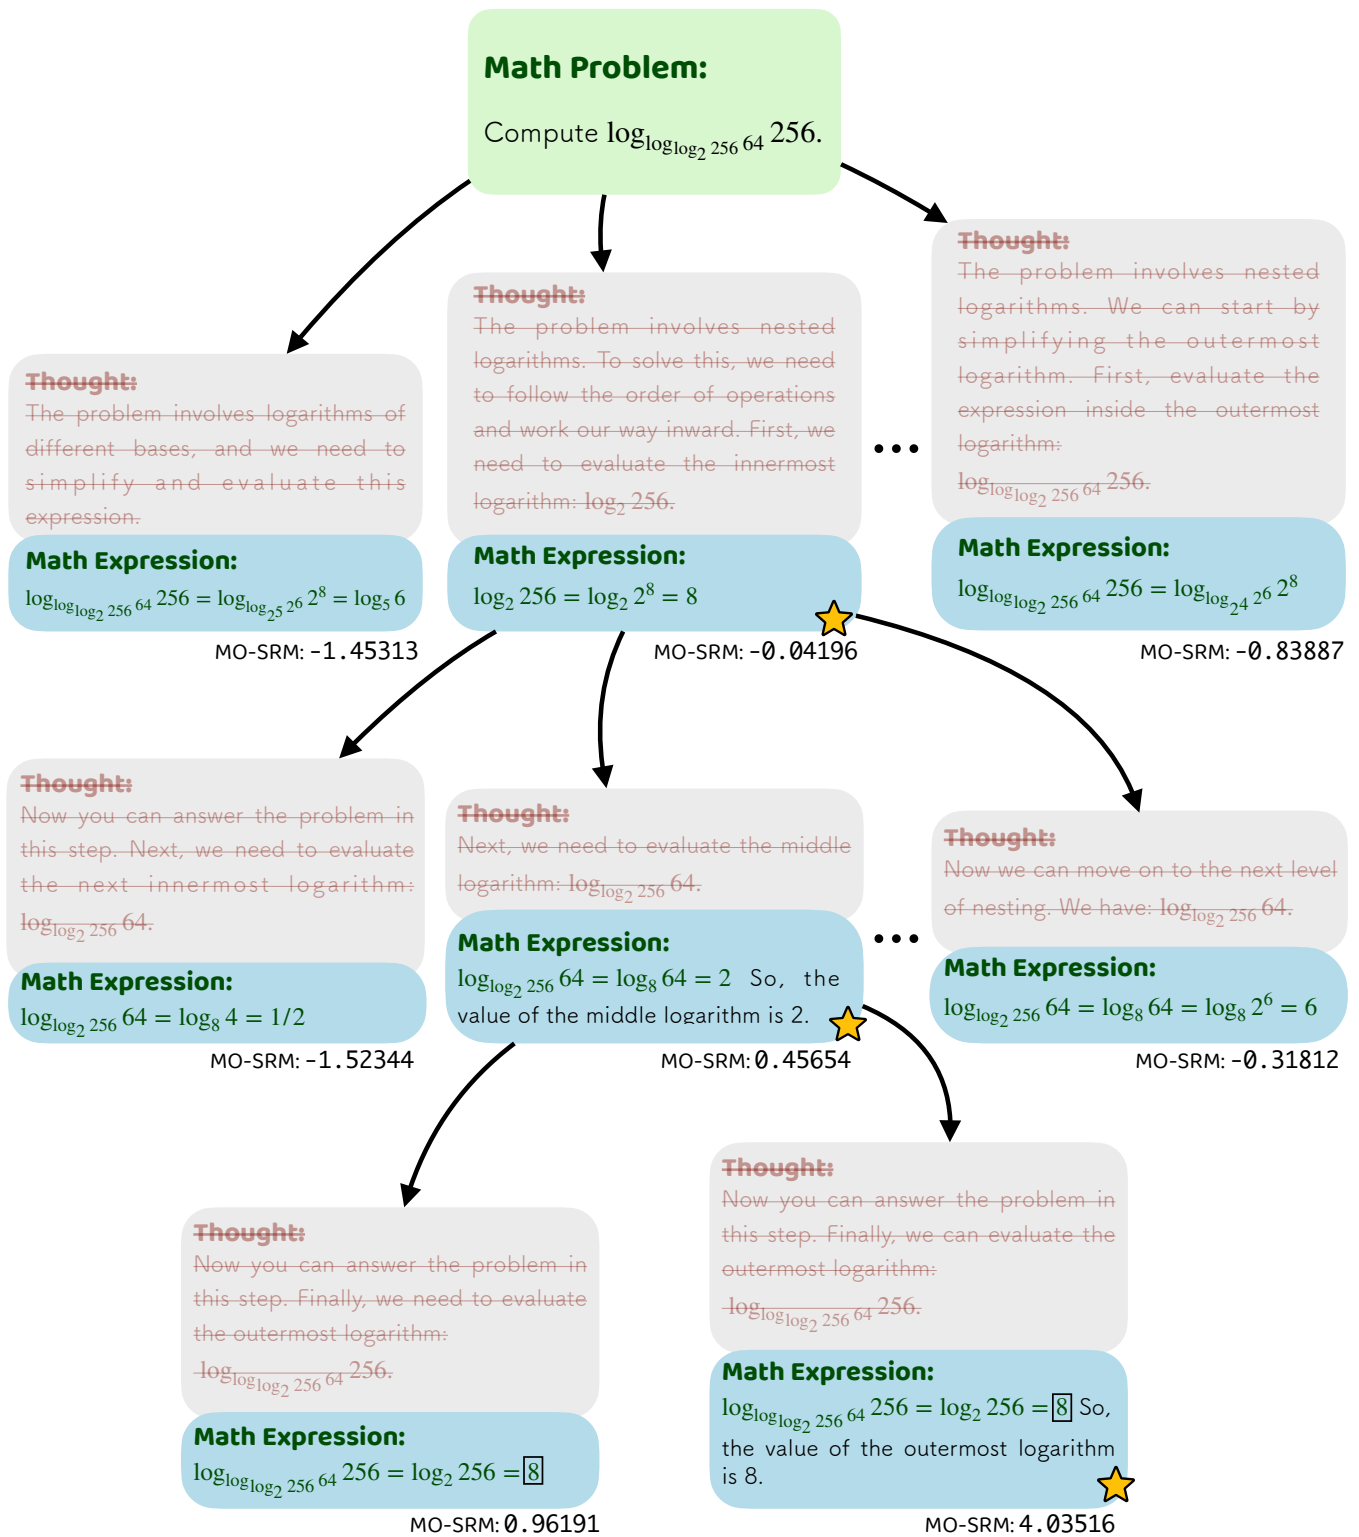 Math Problem:
Compute log_{log_{log_2 256} 64} 256.
Thought:
The problem involves logarithms of
different bases, and we need to
simplify and evaluate this
expression.
Math Expression:
log_{log_{log_2 256} 64} 256 = log_{log_{2^5} 2^6} 2^8 = log_5 6
MO-SRM: -1.45313
Thought:
The problem involves nested
logarithms. To solve this, we need
to follow the order of operations
and work our way inward. First, we
need to evaluate the innermost
logarithm: log_2 256.
Math Expression:
log_2 256 = log_2 2^8 = 8
MO-SRM: -0.04196
•••
Thought:
The problem involves nested
logarithms. We can start by
simplifying the outermost
logarithm. First, evaluate the
expression inside the outermost
logarithm:
log_{log_{log_2 256} 64} 256.
Math Expression:
log_{log_{log_2 256} 64} 256 = log_{log_{2^4} 2^6} 2^8
MO-SRM: -0.83887
Thought:
Now you can answer the problem in
this step. Next, we need to evaluate
the next innermost logarithm:
log_{log_2 256} 64.
Math Expression:
log_{log_2 256} 64 = log_8 4 = 1/2
MO-SRM: -1.52344
Thought:
Next, we need to evaluate the middle
logarithm: log_{log_2 256} 64.
Math Expression:
log_{log_2 256} 64 = log_8 64 = 2 So, the
value of the middle logarithm is 2.
MO-SRM: 0.45654
•••
Thought:
Now we can move on to the next level
of nesting. We have: log_{log_2 256} 64.
Math Expression:
log_{log_2 256} 64 = log_8 64 = log_8 2^6 = 6
MO-SRM: -0.31812
Thought:
Now you can answer the problem in
this step. Finally, we need to evaluate
the outermost logarithm:
log_{log_{log_2 256} 64} 256.
Math Expression:
log_{log_{log_2 256} 64} 256 = log_2 256 = 8
MO-SRM: 0.96191
Thought:
Now you can answer the problem in
this step. Finally, we can evaluate the
outermost logarithm:
log_{log_{log_2 256} 64} 256.
Math Expression:
log_{log_{log_2 256} 64} 256 = log_2 256 = 8 So,
the value of the outermost logarithm
is 8.
MO-SRM: 4.03516